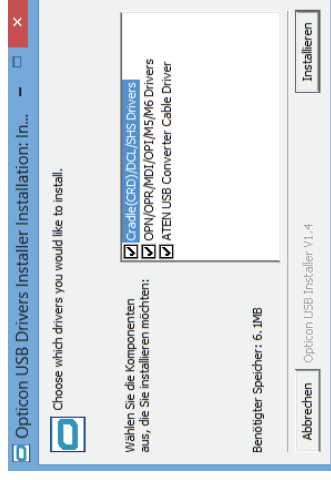 Opticon USB Drivers Installer Installation: In...
Choose which drivers you would like to install.
Wählen Sie die Komponenten
aus, die Sie installieren möchten:
Cradle(CRD)/DCL/SHS Drivers
OPN/OPR/MDI/OPI/M5/M6 Drivers
ATEN USB Converter Cable Driver
Benötigter Speicher: 6.1MB
Opticon USB Installer V1.4
Abbrechen
Installieren